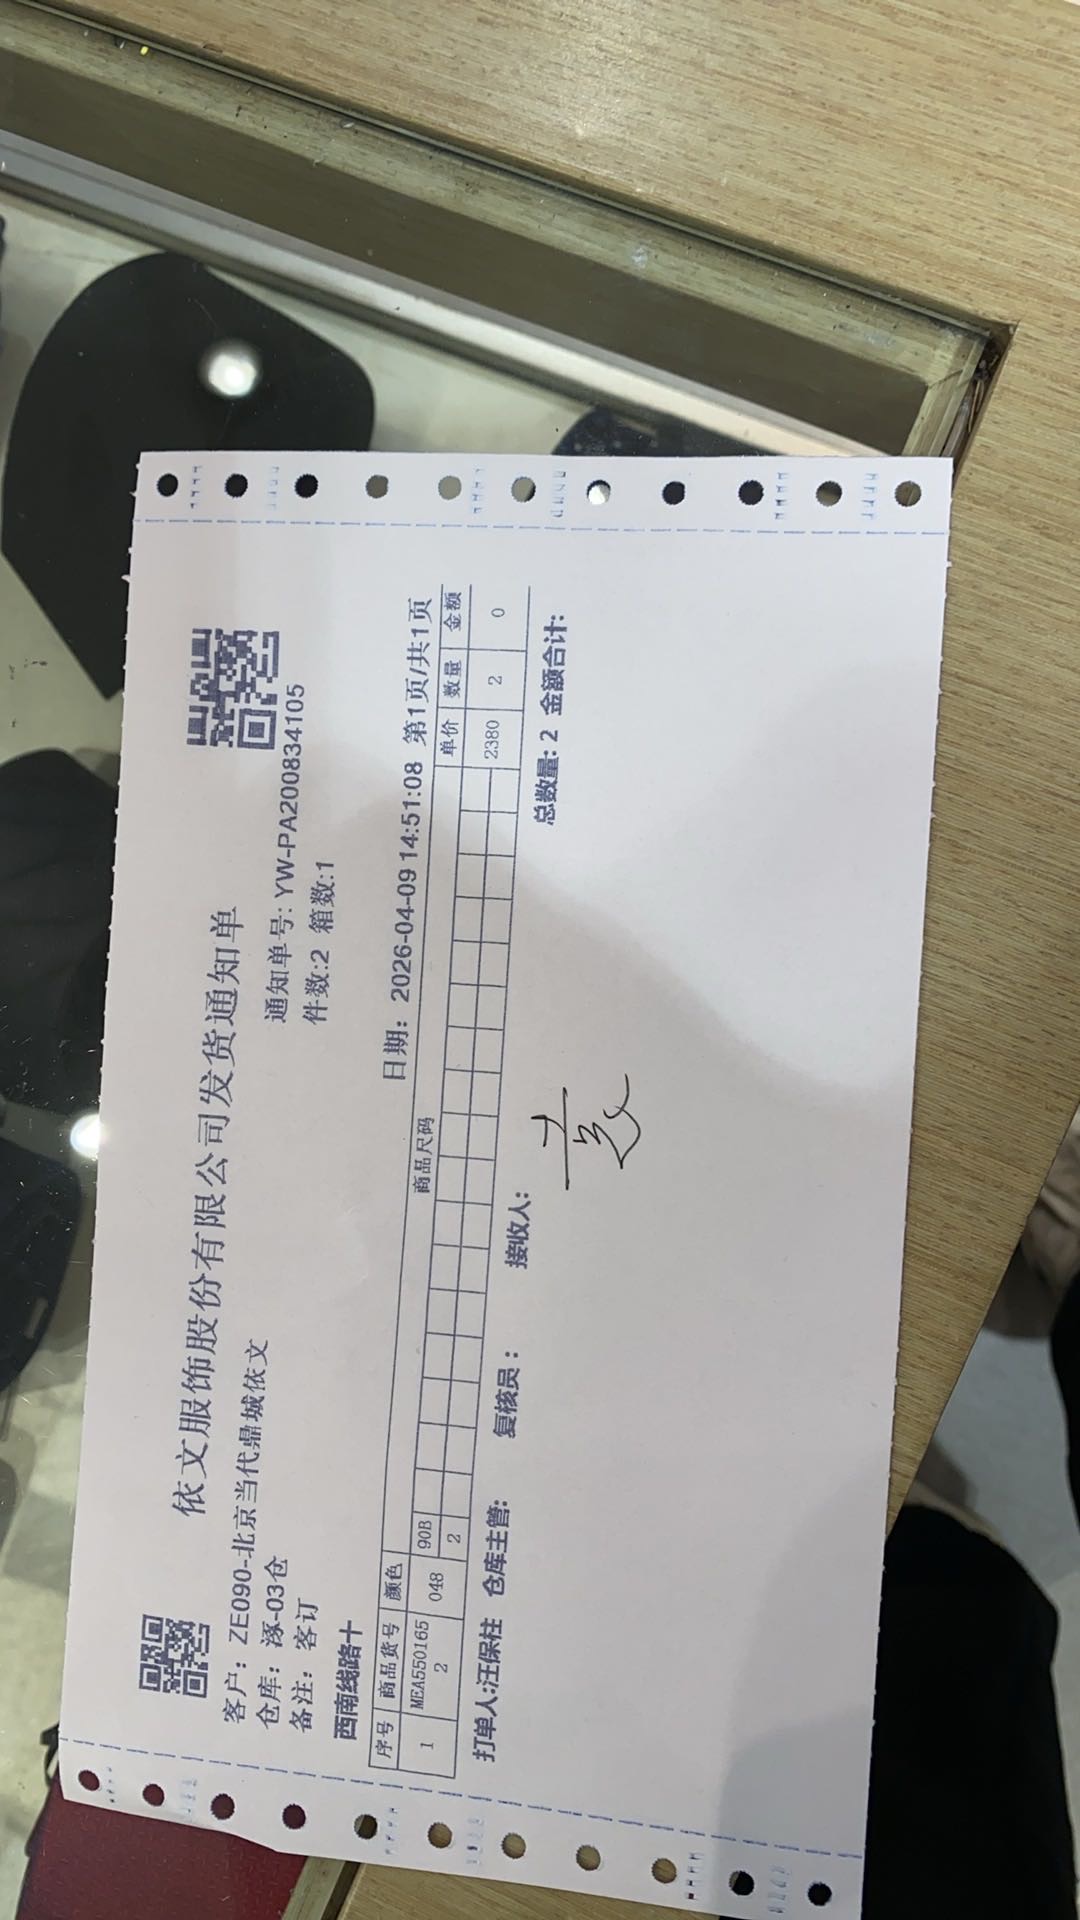 依文服饰股份有限公司发货通知单
客户：ZE090-北京当代鼎城依文
通知单号: YW-PA200834105
仓库：涿-03仓
件数:2 箱数:1
备注：客订
西南线路十
日期：2026-04-09 14:51:08 第1页/共1页
序号 商品货号 颜色 商品尺码 单价 数量 金额
1 MEA5501652 048 90B 2380 2 0
2
打单人:汪保柱 仓库主管: 复核员： 接收人: 总数量: 2 金额合计:
袁